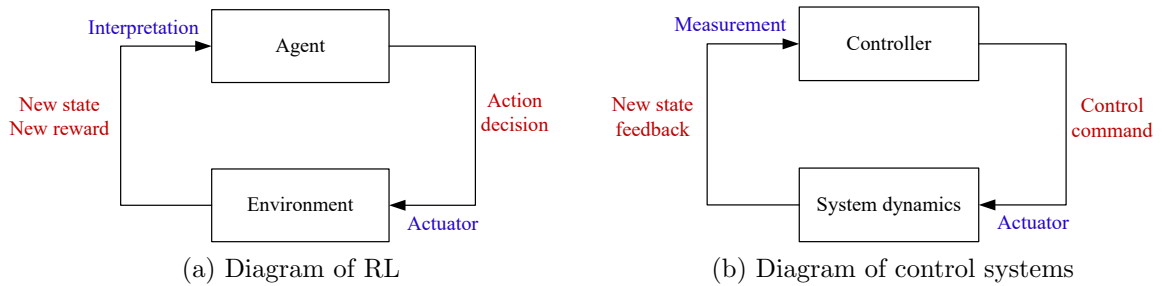 Interpretation
Agent
New state
New reward
Action
decision
Environment
Actuator
(a) Diagram of RL
Measurement
Controller
New state
feedback
Control
command
System dynamics
Actuator
(b) Diagram of control systems